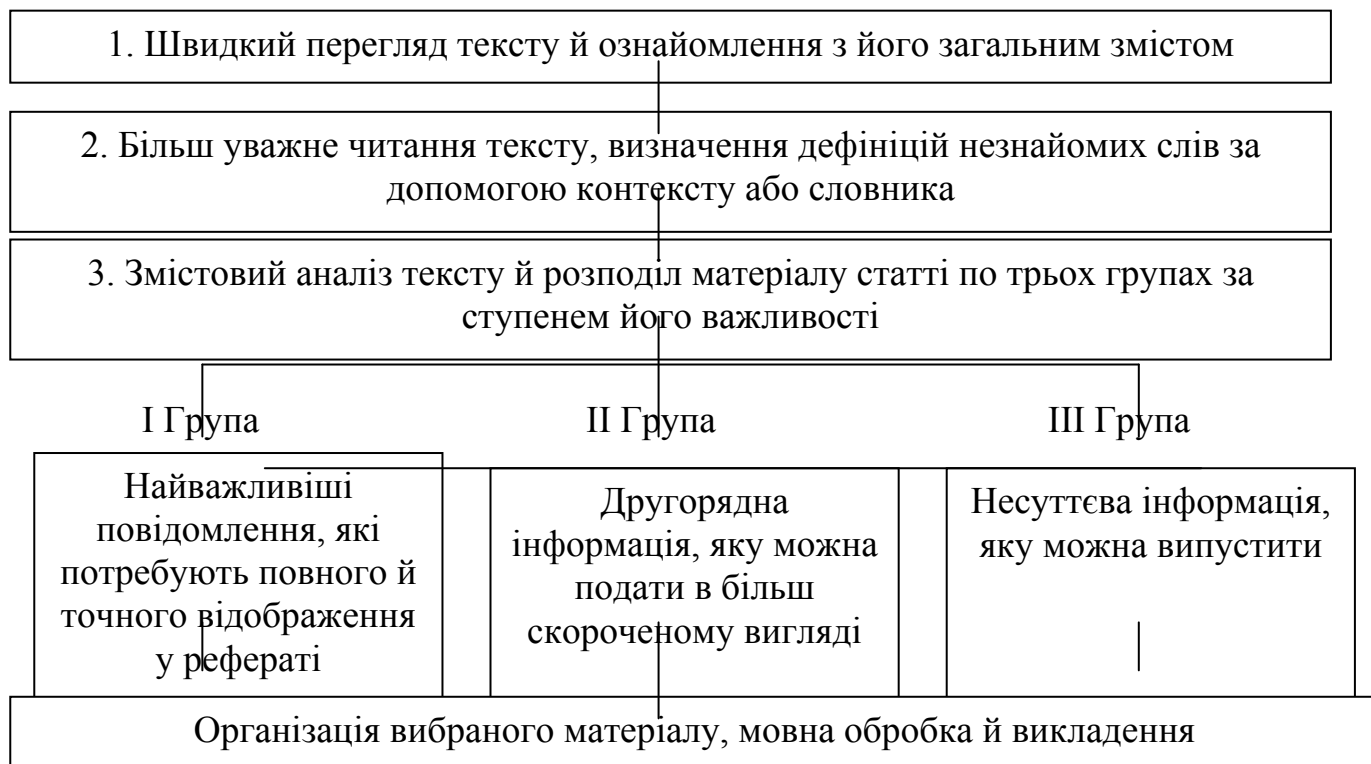 1. Швидкий перегляд тексту й ознайомлення з його загальним змістом
2. Більш уважне читання тексту, визначення дефініцій незнайомих слів за
допомогою контексту або словника
3. Змістовий аналіз тексту й розподіл матеріалу статті по трьох групах за
ступенем його важливості
I Група
II Група
III Група
Найважливіші
повідомлення, які
потребують повного й
точного відображення
у рефераті
Другорядна
інформація, яку можна
подати в більш
скороченому вигляді
Несуттєва інформація,
яку можна випустити
Організація вибраного матеріалу, мовна обробка й викладення